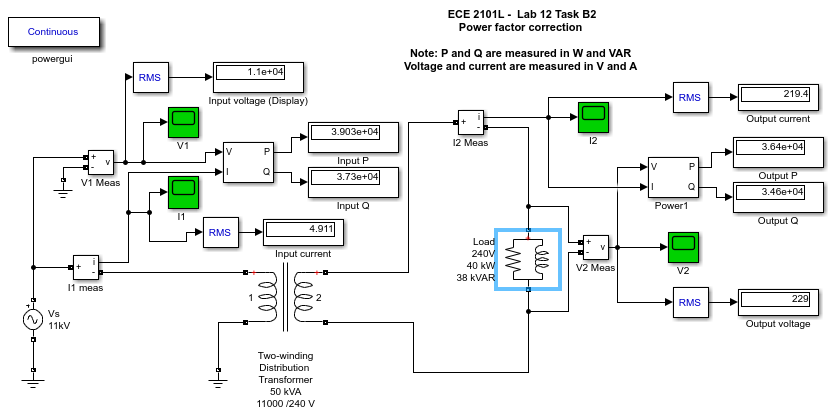 ECE 2101L - Lab 12 Task B2
Power factor correction
Note: P and Q are measured in W and VAR
Voltage and current are measured in V and A
Continuous
powergui
RMS
1.1e+04
Input voltage (Display)
V1
+
-
v
V1 Meas
V
I
P
Q
3.903e+04
Input P
3.73e+04
Input Q
I1
RMS
4.911
Input current
+
i
-
I1 meas
+
Vs
11kV
+
+
1
2
Two-winding
Distribution
Transformer
50 kVA
11000 /240 V
+
i
-
I2 Meas
I2
RMS
219.4
Output current
V
I
P
Q
Power1
3.64e+04
Output P
3.46e+04
Output Q
Load
240V
40 kW
38 kVAR
+
+
-
v
V2 Meas
V2
RMS
229
Output voltage